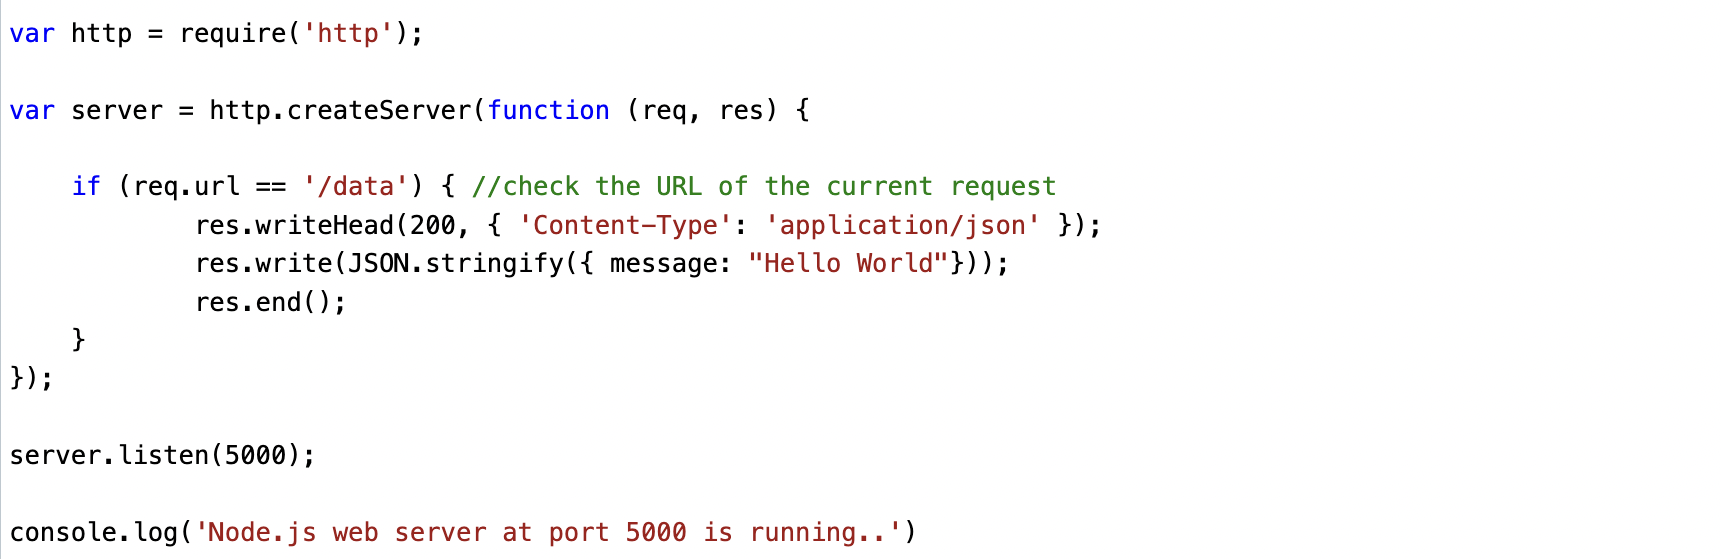 var http = require('http');
var server = http.createServer(function (req, res) {
if (req.url == '/data') { //check the URL of the current request
res.writeHead(200, { 'Content-Type': 'application/json' });
res.write(JSON.stringify({ message: "Hello World"}));
res.end();
}
});
server.listen(5000);
console.log('Node.js web server at port 5000 is running..')